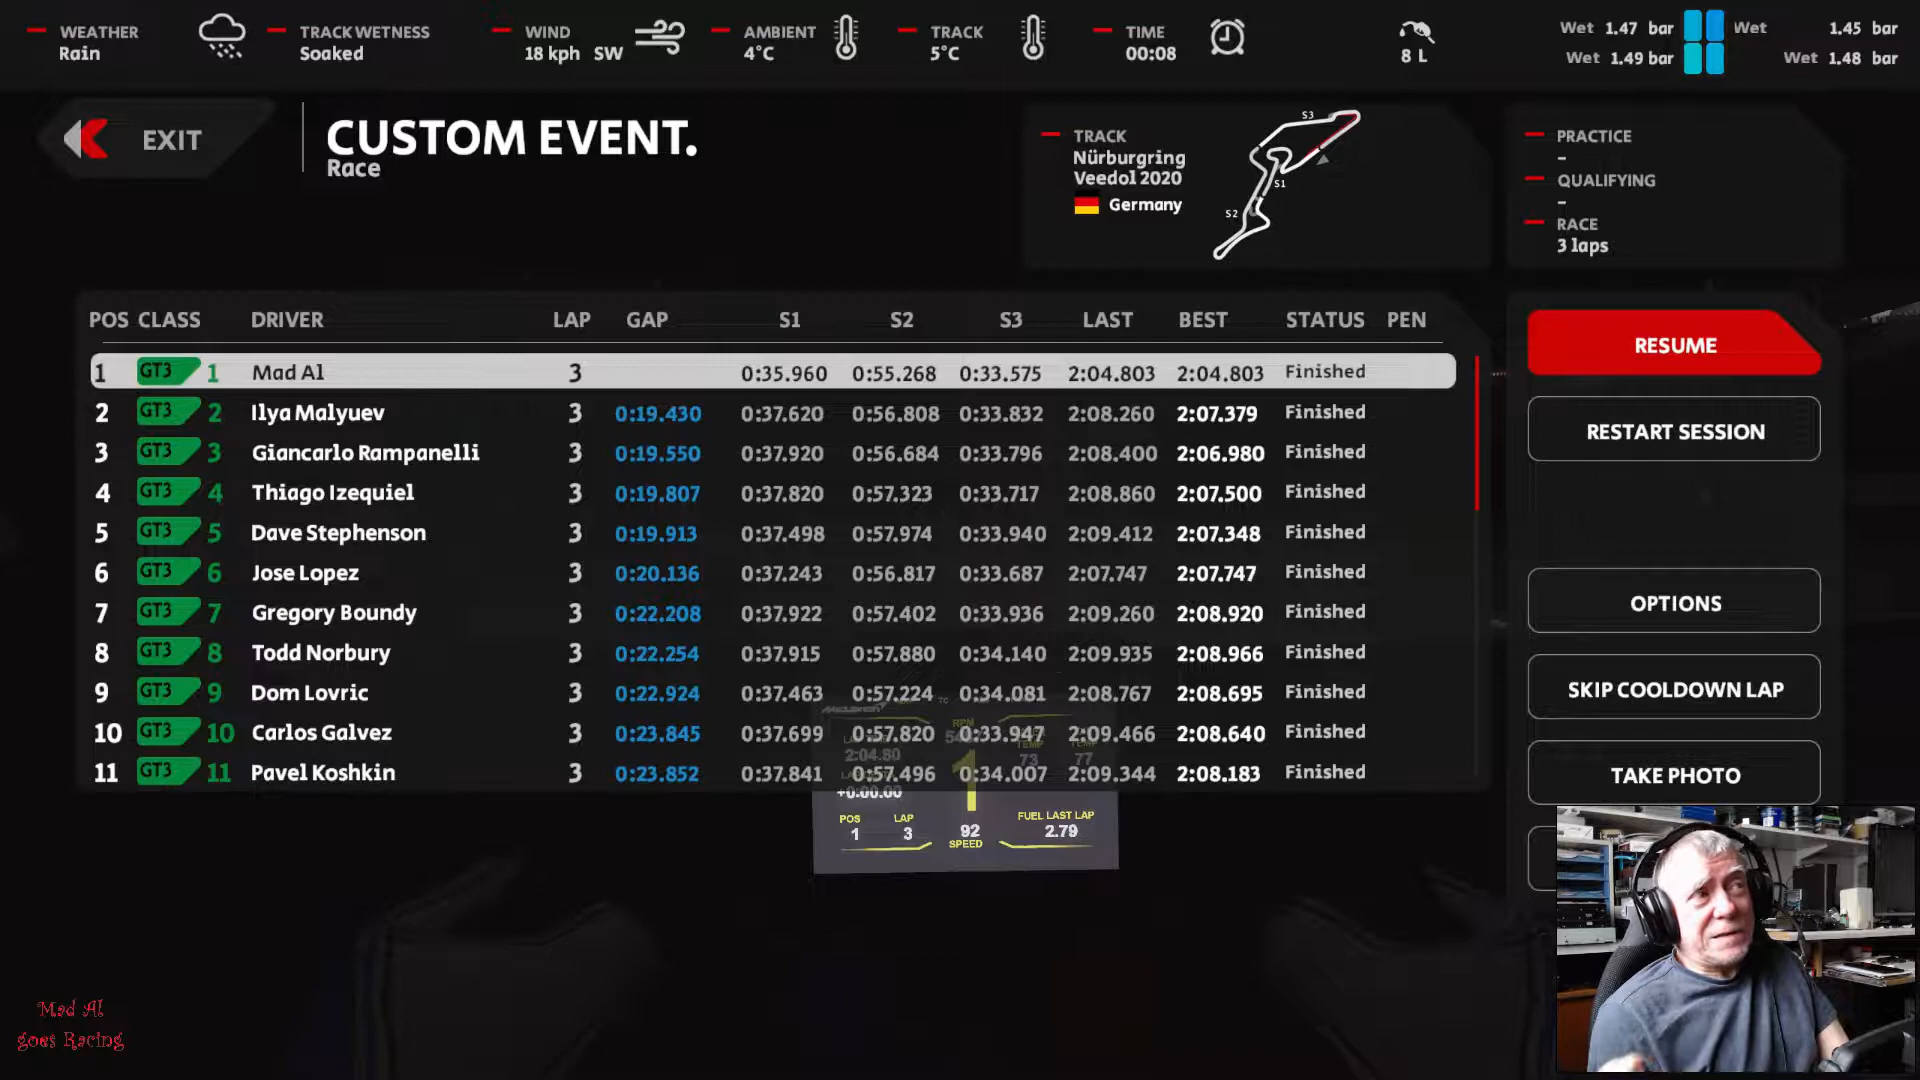 WEATHER
Rain
TRACK WETNESS
Soaked
WIND
18 kph SW
AMBIENT
4°C
TRACK
5°C
TIME
00:08
8 L
Wet 1.47 bar Wet 1.45 bar
Wet 1.49 bar Wet 1.48 bar
EXIT
CUSTOM EVENT.
Race
TRACK
Nürburgring
Veedol 2020
Germany
S3
S1
S2
PRACTICE
–
QUALIFYING
–
RACE
3 laps
POS CLASS DRIVER LAP GAP S1 S2 S3 LAST BEST STATUS PEN
1 GT3 1 Mad Al 3 0:35.960 0:55.268 0:33.575 2:04.803 2:04.803 Finished
2 GT3 2 Ilya Malyuev 3 0:19.430 0:37.620 0:56.808 0:33.832 2:08.260 2:07.379 Finished
3 GT3 3 Giancarlo Rampanelli 3 0:19.550 0:37.920 0:56.684 0:33.796 2:08.400 2:06.980 Finished
4 GT3 4 Thiago Izequiel 3 0:19.807 0:37.820 0:57.323 0:33.717 2:08.860 2:07.500 Finished
5 GT3 5 Dave Stephenson 3 0:19.913 0:37.498 0:57.974 0:33.940 2:09.412 2:07.348 Finished
6 GT3 6 Jose Lopez 3 0:20.136 0:37.243 0:56.817 0:33.687 2:07.747 2:07.747 Finished
7 GT3 7 Gregory Boundy 3 0:22.208 0:37.922 0:57.402 0:33.936 2:09.260 2:08.920 Finished
8 GT3 8 Todd Norbury 3 0:22.254 0:37.915 0:57.880 0:34.140 2:09.935 2:08.966 Finished
9 GT3 9 Dom Lovric 3 0:22.924 0:37.463 0:57.224 0:34.081 2:08.767 2:08.695 Finished
10 GT3 10 Carlos Galvez 3 0:23.845 0:37.699 0:57.820 0:33.947 2:09.466 2:08.640 Finished
11 GT3 11 Pavel Koshkin 3 0:23.852 0:37.841 0:57.496 0:34.007 2:09.344 2:08.183 Finished
RESUME
RESTART SESSION
OPTIONS
SKIP COOLDOWN LAP
TAKE PHOTO
RPM
TEMP
2:04.80
73 77
1
+0:00.00
POS LAP FUEL LAST LAP
1 3 92 2.79
SPEED
Mad Al
goes Racing